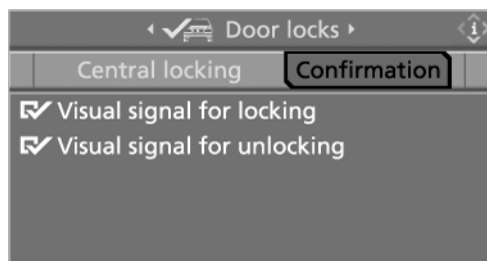 Door locks
Central locking Confirmation
Visual signal for locking
Visual signal for unlocking